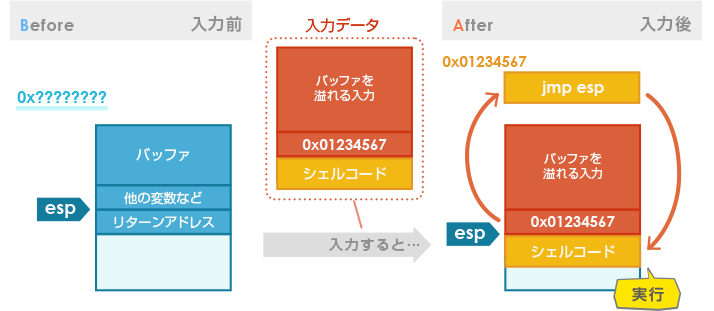 Before
入力前
0x????????
バッファ
他の変数など
esp
リターンアドレス
入力データ
バッファを
溢れる入力
0x01234567
シェルコード
入力すると…
After
入力後
0x01234567
jmp esp
バッファを
溢れる入力
0x01234567
esp
シェルコード
実行